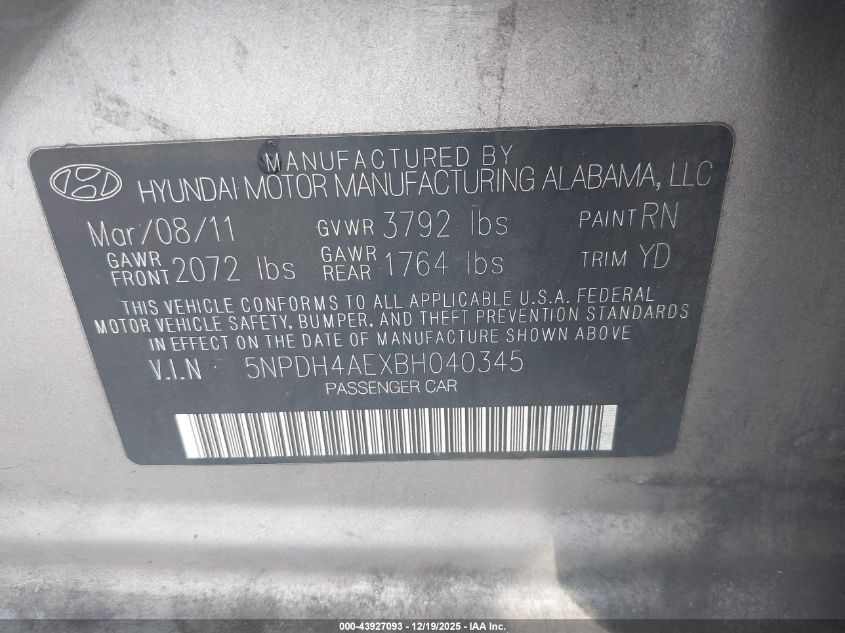 MANUFACTURED BY
HYUNDAI MOTOR MANUFACTURING ALABAMA, LLC
Mar/08/11 GVWR 3792 lbs PAINT RN
GAWR FRONT 2072 lbs GAWR REAR 1764 lbs TRIM YD
THIS VEHICLE CONFORMS TO ALL APPLICABLE U.S.A. FEDERAL
MOTOR VEHICLE SAFETY, BUMPER, AND THEFT PREVENTION STANDARDS
IN EFFECT ON THE DATE OF MANUFACTURE SHOWN ABOVE
V.I.N 5NPDH4AEXBH040345
PASSENGER CAR
000-43927093 - 12/19/2025 - IAA Inc.